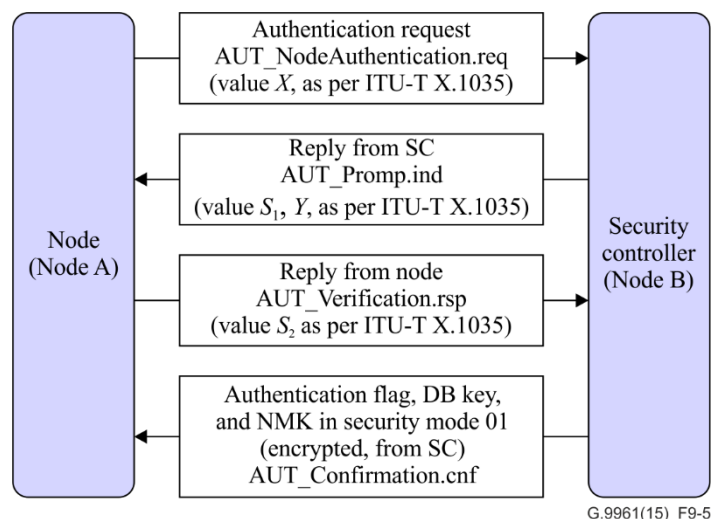 Authentication request
AUT_NodeAuthentication.req
(value X, as per ITU-T X.1035)
Reply from SC
AUT_Promp.ind
(value S₁, Y, as per ITU-T X.1035)
Node
(Node A)
Security
controller
(Node B)
Reply from node
AUT_Verification.rsp
(value S₂ as per ITU-T X.1035)
Authentication flag, DB key,
and NMK in security mode 01
(encrypted, from SC)
AUT_Confirmation.cnf
G.9961(15)_F9-5